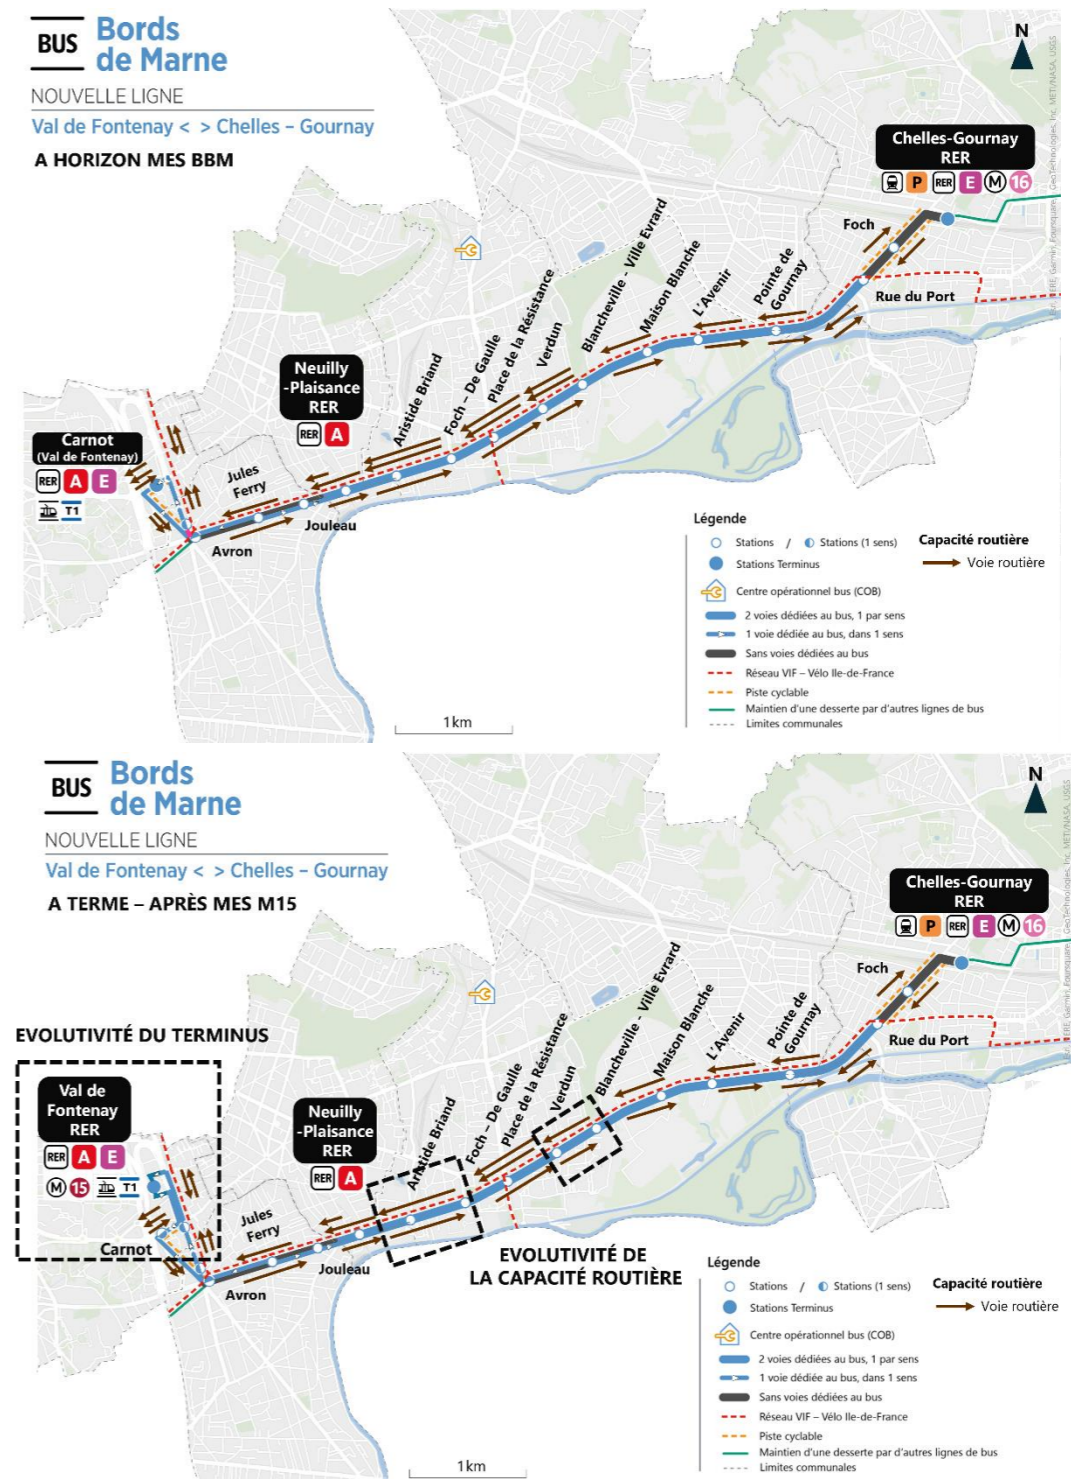 BUS
Bords
de Marne
NOUVELLE LIGNE
Val de Fontenay < > Chelles – Gournay
A HORIZON MES BBM
N
Chelles-Gournay
RER
P RER E M 16
Foch
Rue du Port
Pointe de
Gournay
L'Avenir
Maison Blanche
Blancheville - Ville Evrard
Verdun
Place de la Résistance
Foch – De Gaulle
Aristide Briand
Neuilly
-Plaisance
RER
RER A
Carnot
(Val de Fontenay)
RER A E
T1
Jules
Ferry
Jouleau
Avron
1km
Légende
Stations / Stations (1 sens)
Stations Terminus
Centre opérationnel bus (COB)
2 voies dédiées au bus, 1 par sens
1 voie dédiée au bus, dans 1 sens
Sans voies dédiées au bus
Réseau VIF – Vélo Ile-de-France
Piste cyclable
Maintien d'une desserte par d'autres lignes de bus
Limites communales
Capacité routière
Voie routière
GeoTechnologies, Inc, METI/NASA, USGS
BUS
Bords
de Marne
NOUVELLE LIGNE
Val de Fontenay < > Chelles – Gournay
A TERME – APRÈS MES M15
N
Chelles-Gournay
RER
P RER E M 16
Foch
Rue du Port
Pointe de
Gournay
L'Avenir
Maison Blanche
Blancheville - Ville Evrard
Verdun
Place de la Résistance
Foch – De Gaulle
Aristide Briand
EVOLUTIVITÉ DU TERMINUS
Val de
Fontenay
RER
RER A E
M 15 T1
Carnot
Neuilly
-Plaisance
RER
RER A
Jules
Ferry
Jouleau
Avron
EVOLUTIVITÉ DE
LA CAPACITÉ ROUTIÈRE
1km
Légende
Stations / Stations (1 sens)
Stations Terminus
Centre opérationnel bus (COB)
2 voies dédiées au bus, 1 par sens
1 voie dédiée au bus, dans 1 sens
Sans voies dédiées au bus
Réseau VIF – Vélo Ile-de-France
Piste cyclable
Maintien d'une desserte par d'autres lignes de bus
Limites communales
Capacité routière
Voie routière
GeoTechnologies, Inc, METI/NASA, USGS